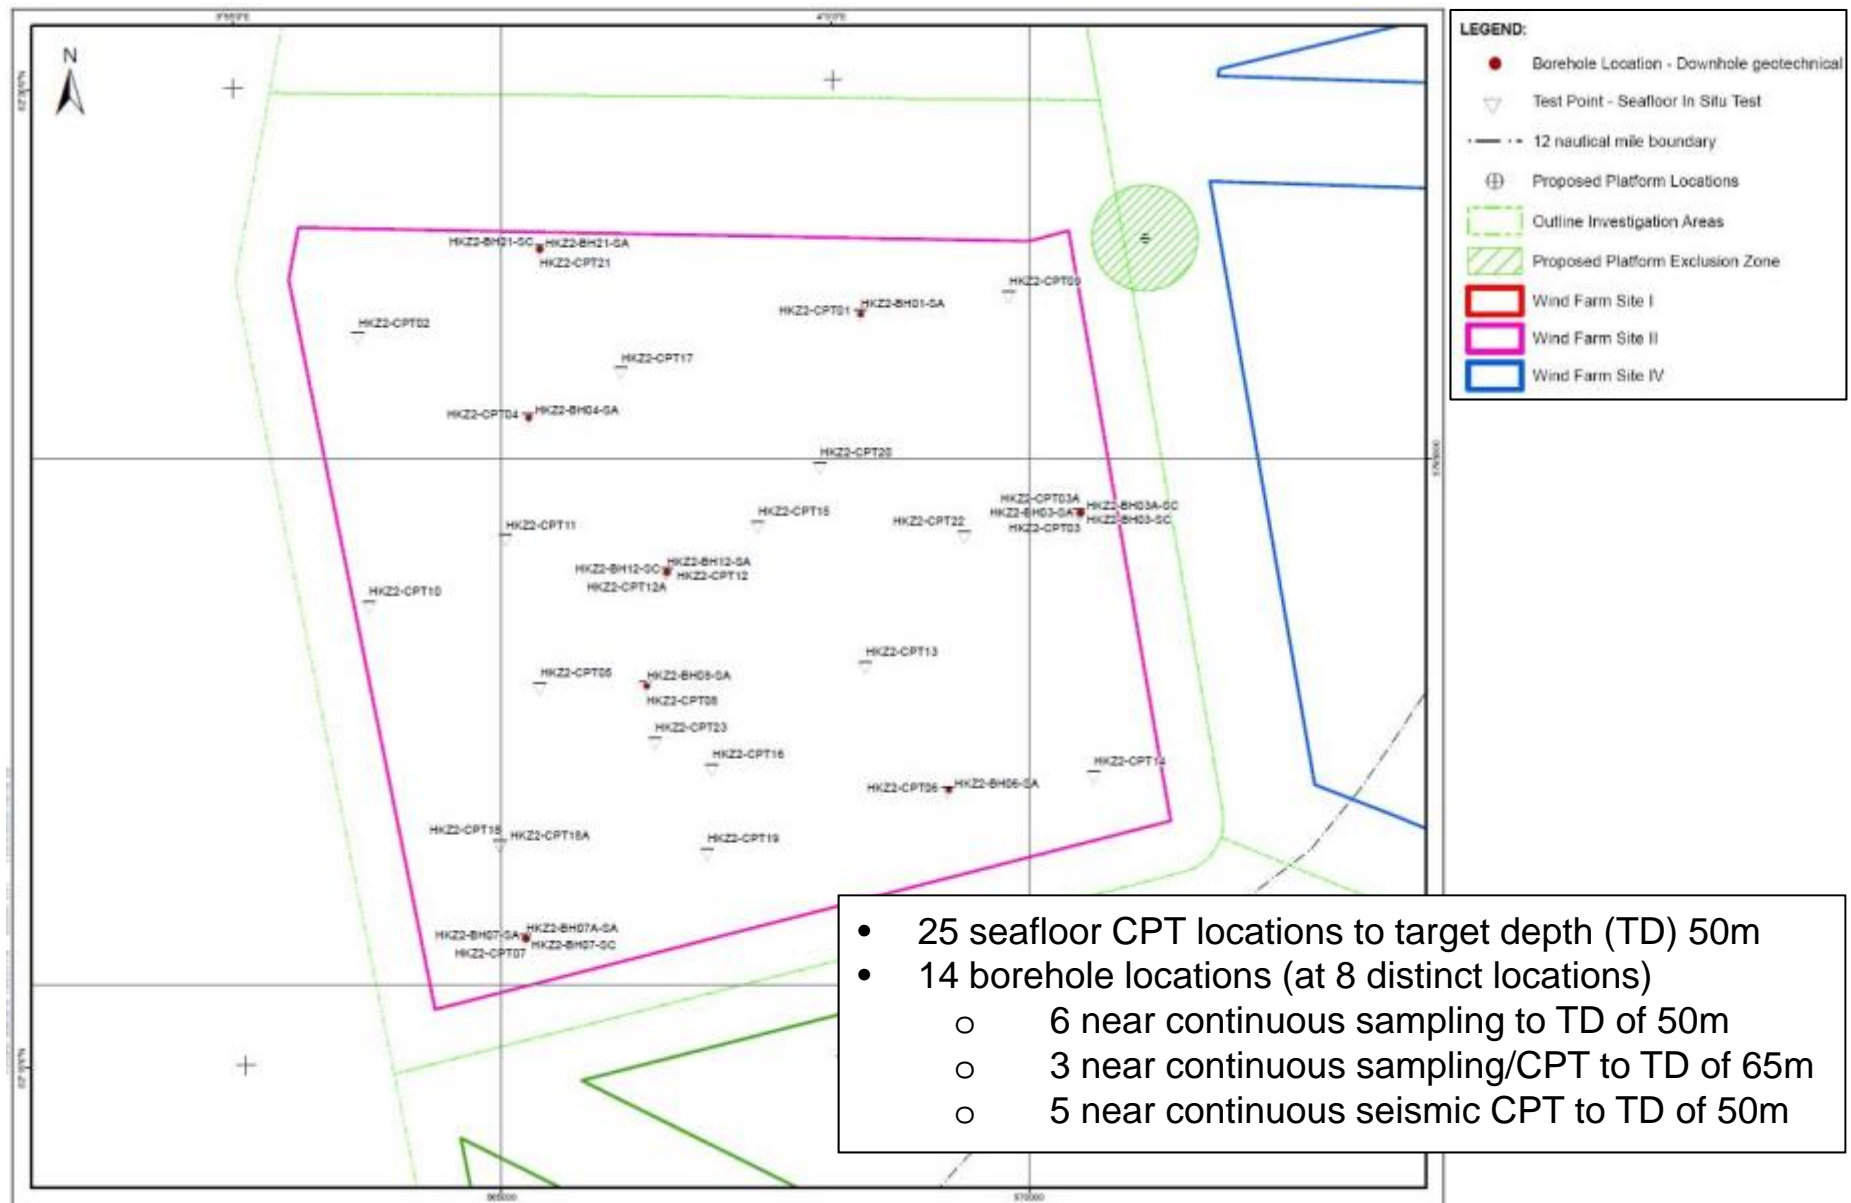 N
LEGEND:
Borehole Location - Downhole geotechnical
Test Point - Seafloor In Situ Test
12 nautical mile boundary
Proposed Platform Locations
Outline Investigation Areas
Proposed Platform Exclusion Zone
Wind Farm Site I
Wind Farm Site II
Wind Farm Site IV
HKZ2-BH21-SC HKZ2-BH21-SA
HKZ2-CPT21
HKZ2-CPT09
HKZ2-CPT01 HKZ2-BH01-SA
HKZ2-CPT02
HKZ2-CPT17
HKZ2-CPT04 HKZ2-BH04-SA
HKZ2-CPT20
HKZ2-CPT03A
HKZ2-BH03-SA HKZ2-BH03A-SC
HKZ2-CPT03 HKZ2-BH03-SC
HKZ2-CPT15
HKZ2-CPT22
HKZ2-CPT11
HKZ2-BH12-SC HKZ2-BH12-SA
HKZ2-CPT12A HKZ2-CPT12
HKZ2-CPT10
HKZ2-CPT13
HKZ2-CPT05
HKZ2-CPT23
HKZ2-CPT16
HKZ2-CPT14
HKZ2-CPT06 HKZ2-BH06-SA
HKZ2-CPT18A
HKZ2-CPT19
HKZ2-BH07-SA HKZ2-BH07A-SA
HKZ2-CPT07 HKZ2-BH07-SC
565000
570000
• 25 seafloor CPT locations to target depth (TD) 50m
• 14 borehole locations (at 8 distinct locations)
o 6 near continuous sampling to TD of 50m
o 3 near continuous sampling/CPT to TD of 65m
o 5 near continuous seismic CPT to TD of 50m